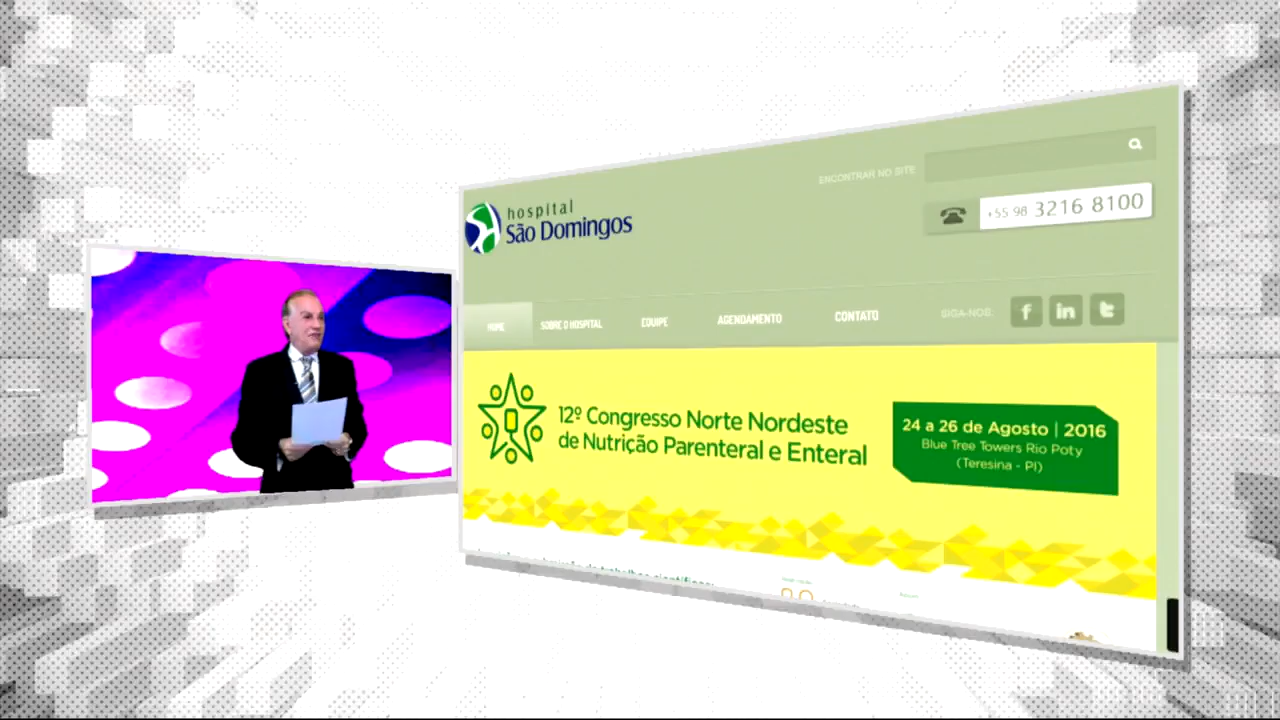 ENCONTRAR NO SITE
+55 98 3216 8100
hospital
São Domingos
HOME
SOBRE O HOSPITAL
EQUIPE
AGENDAMENTO
CONTATO
SIGA-NOS:
f in t
12º Congresso Norte Nordeste
de Nutrição Parenteral e Enteral
24 a 26 de Agosto | 2016
Blue Tree Towers Rio Poty
(Teresina - PI)